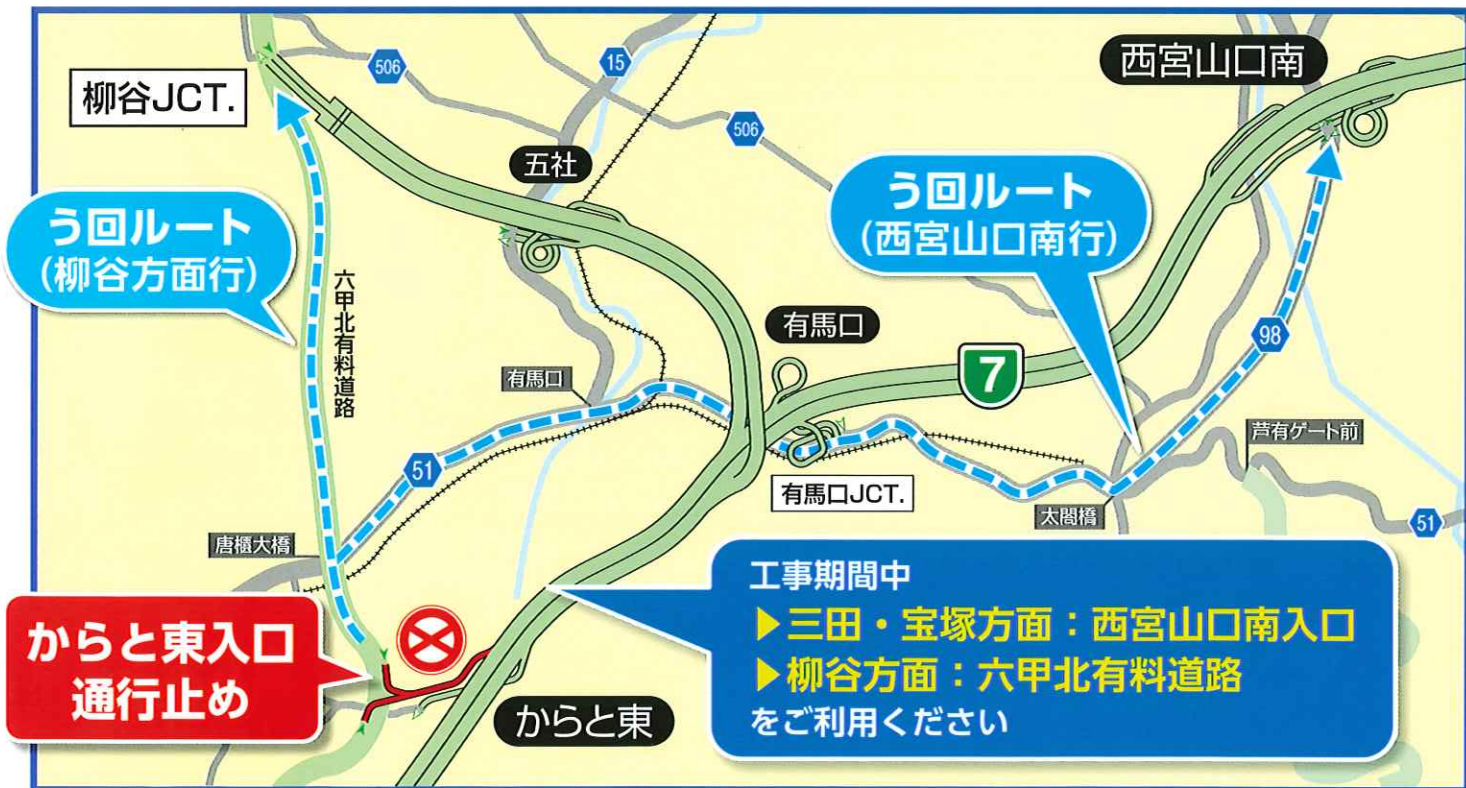 柳谷JCT.
506
15
西宮山口南
506
五社
う回ルート
(柳谷方面行)
う回ルート
(西宮山口南行)
六甲北有料道路
有馬口
7
98
有馬口
51
芦有ゲート前
有馬口JCT.
太閤橋
51
唐櫃大橋
からと東入口
通行止め
からと東
工事期間中
▶三田・宝塚方面：西宮山口南入口
▶柳谷方面：六甲北有料道路
をご利用ください